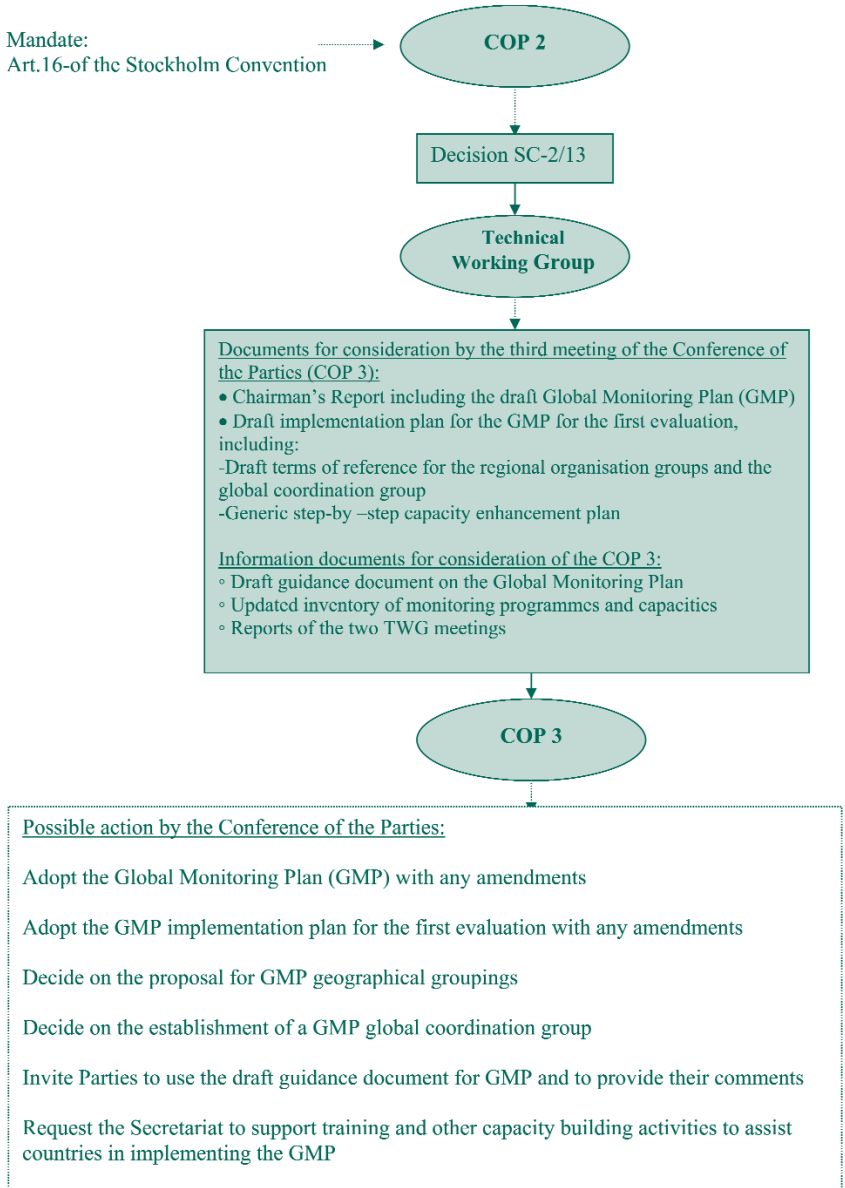 Mandate:
Art.16-of the Stockholm Convention
COP 2
Decision SC-2/13
Technical
Working Group
Documents for consideration by the third meeting of the Conference of
the Parties (COP 3):
• Chairman's Report including the draft Global Monitoring Plan (GMP)
• Draft implementation plan for the GMP for the first evaluation,
including:
-Draft terms of reference for the regional organisation groups and the
global coordination group
-Generic step-by –step capacity enhancement plan
Information documents for consideration of the COP 3:
◦ Draft guidance document on the Global Monitoring Plan
◦ Updated inventory of monitoring programmes and capacities
◦ Reports of the two TWG meetings
COP 3
Possible action by the Conference of the Parties:
Adopt the Global Monitoring Plan (GMP) with any amendments
Adopt the GMP implementation plan for the first evaluation with any amendments
Decide on the proposal for GMP geographical groupings
Decide on the establishment of a GMP global coordination group
Invite Parties to use the draft guidance document for GMP and to provide their comments
Request the Secretariat to support training and other capacity building activities to assist
countries in implementing the GMP